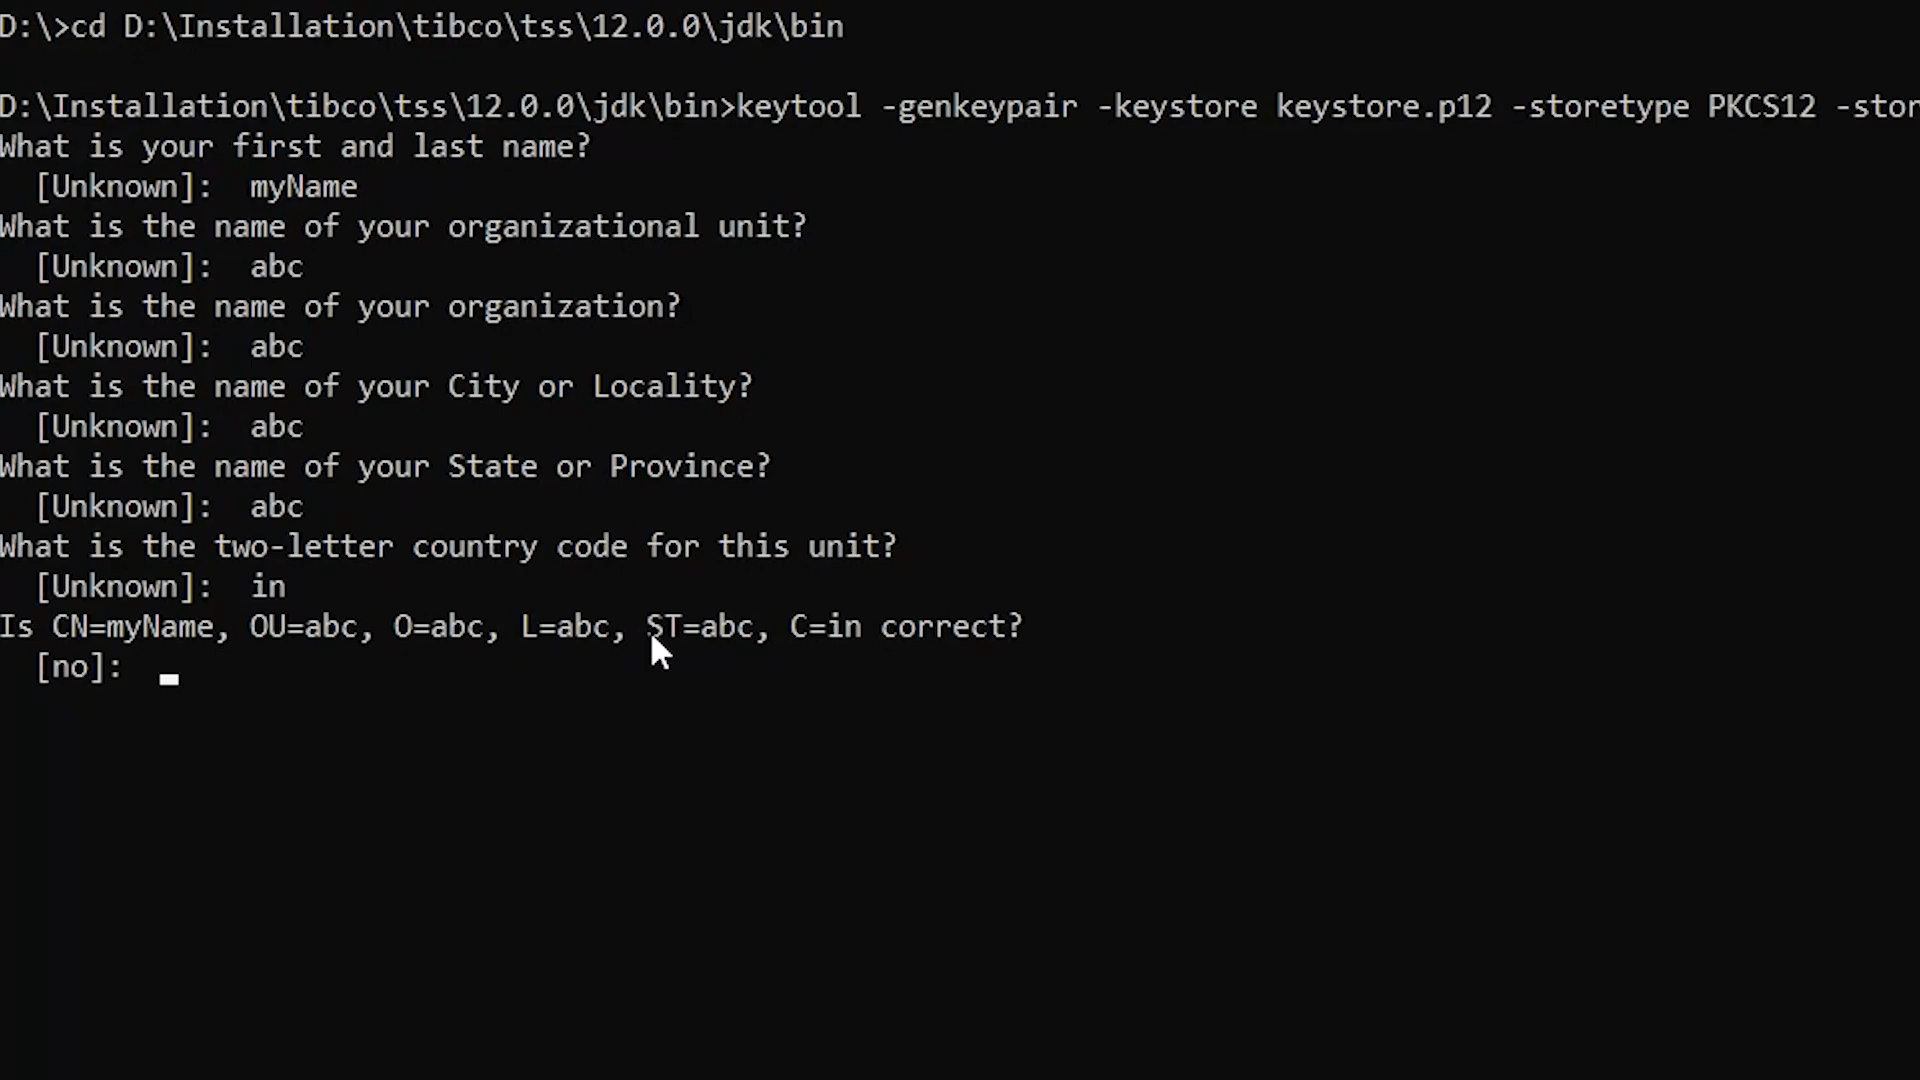 D:\>cd D:\Installation\tibco\tss\12.0.0\jdk\bin
D:\Installation\tibco\tss\12.0.0\jdk\bin>keytool -genkeypair -keystore keystore.p12 -storetype PKCS12 -stor
What is your first and last name?
[Unknown]: myName
What is the name of your organizational unit?
[Unknown]: abc
What is the name of your organization?
[Unknown]: abc
What is the name of your City or Locality?
[Unknown]: abc
What is the name of your State or Province?
[Unknown]: abc
What is the two-letter country code for this unit?
[Unknown]: in
Is CN=myName, OU=abc, O=abc, L=abc, ST=abc, C=in correct?
[no]: